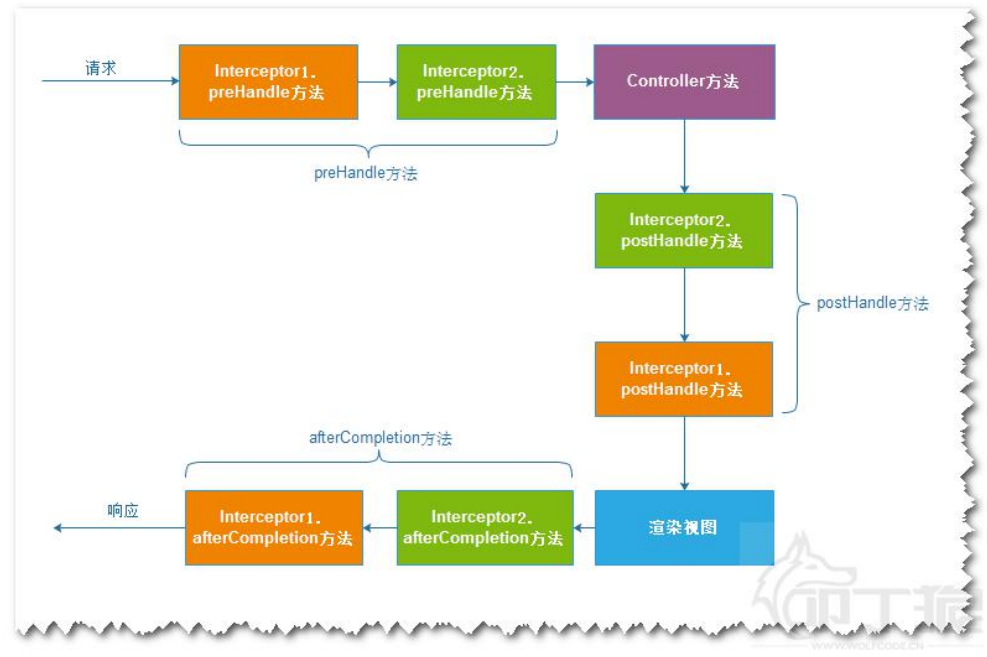 请求
Interceptor1.
preHandle方法
Interceptor2.
preHandle方法
Controller方法
preHandle方法
Interceptor2.
postHandle方法
postHandle方法
Interceptor1.
postHandle方法
afterCompletion方法
响应
Interceptor1.
afterCompletion方法
Interceptor2.
afterCompletion方法
渲染视图
叩丁狼
WWW.WOLFCODE.CN